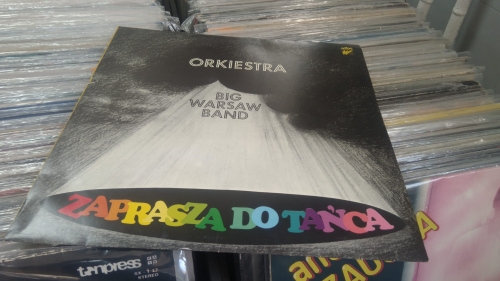 ORKIESTRA
BIG
WARSAW
BAND
ZAPRASZA DO TAŃCA
tonpress
STEREO